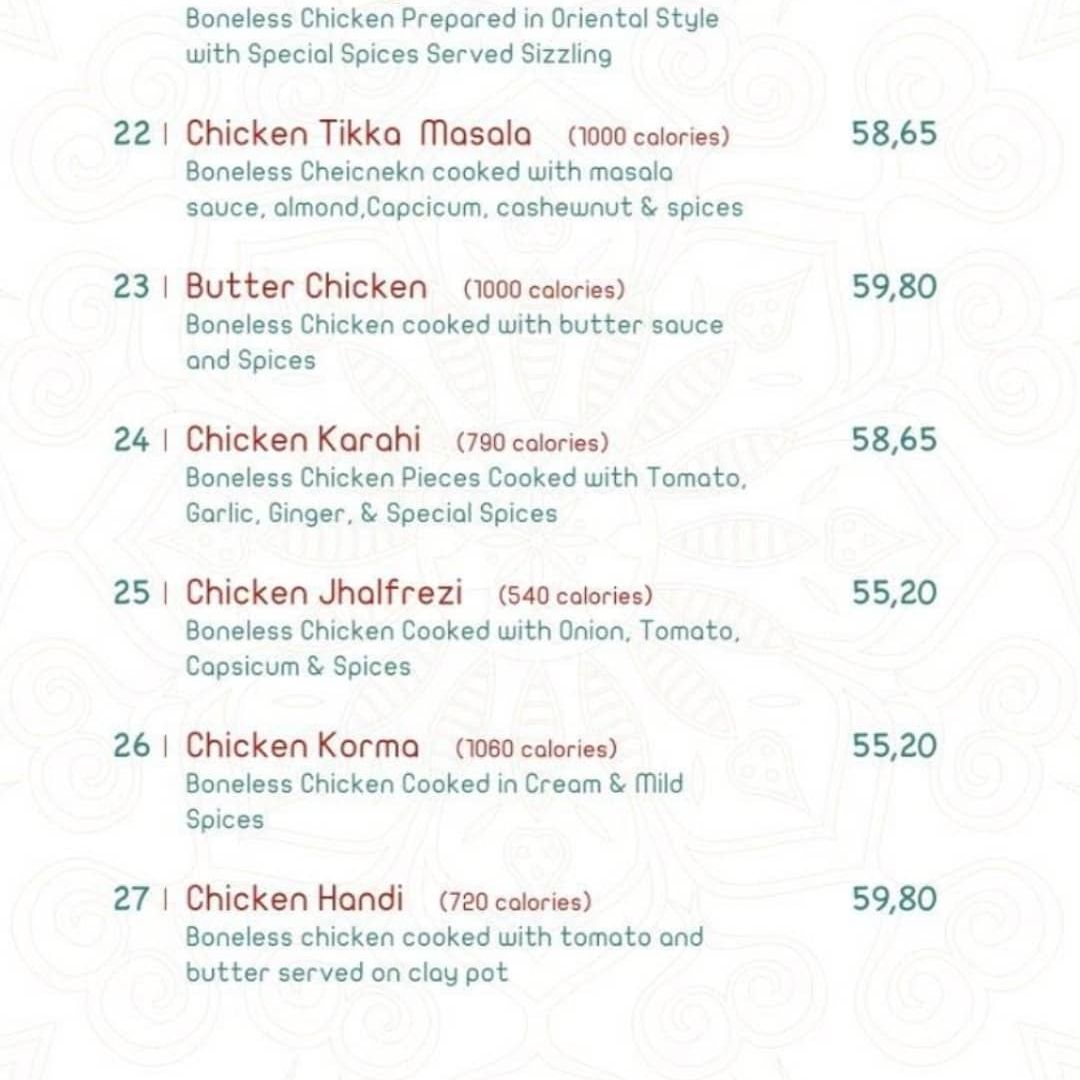 Boneless Chicken Prepared in Oriental Style
with Special Spices Served Sizzling
22 | Chicken Tikka Masala (1000 calories) 58,65
Boneless Cheicnekn cooked with masala
sauce, almond,Capcicum, cashewnut & spices
23 | Butter Chicken (1000 calories) 59,80
Boneless Chicken cooked with butter sauce
and Spices
24 | Chicken Karahi (790 calories) 58,65
Boneless Chicken Pieces Cooked with Tomato,
Garlic, Ginger, & Special Spices
25 | Chicken Jhalfrezi (540 calories) 55,20
Boneless Chicken Cooked with Onion, Tomato,
Capsicum & Spices
26 | Chicken Korma (1060 calories) 55,20
Boneless Chicken Cooked in Cream & Mild
Spices
27 | Chicken Handi (720 calories) 59,80
Boneless chicken cooked with tomato and
butter served on clay pot